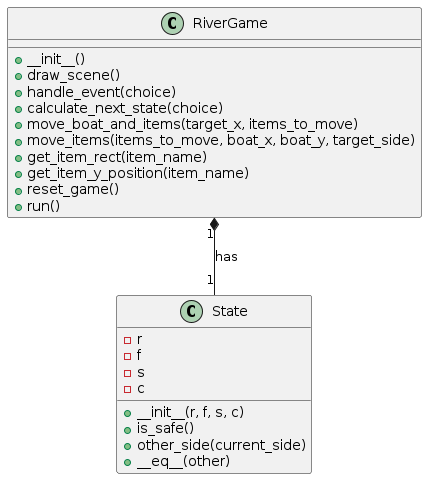 C RiverGame
__init__()
draw_scene()
handle_event(choice)
calculate_next_state(choice)
move_boat_and_items(target_x, items_to_move)
move_items(items_to_move, boat_x, boat_y, target_side)
get_item_rect(item_name)
get_item_y_position(item_name)
reset_game()
run()
1
has
1
C State
r
f
s
c
__init__(r, f, s, c)
is_safe()
other_side(current_side)
__eq__(other)